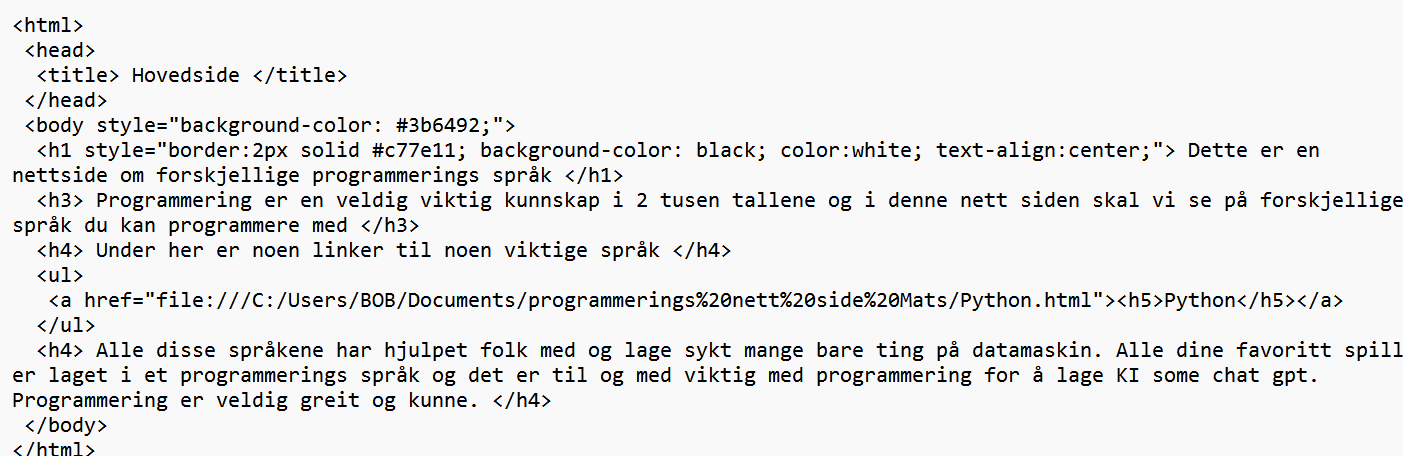 <html>
 <head>
  <title> Hovedside </title>
 </head>
 <body style="background-color: #3b6492;">
  <h1 style="border:2px solid #c77e11; background-color: black; color:white; text-align:center;"> Dette er en
nettside om forskjellige programmerings språk </h1>
  <h3> Programmering er en veldig viktig kunnskap i 2 tusen tallene og i denne nett siden skal vi se på forskjellige
språk du kan programmere med </h3>
  <h4> Under her er noen linker til noen viktige språk </h4>
  <ul>
   <a href="file:///C:/Users/BOB/Documents/programmerings%20nett%20side%20Mats/Python.html"><h5>Python</h5></a>
  </ul>
  <h4> Alle disse språkene har hjulpet folk med og lage sykt mange bare ting på datamaskin. Alle dine favoritt spill
er laget i et programmerings språk og det er til og med viktig med programmering for å lage KI some chat gpt.
Programmering er veldig greit og kunne. </h4>
 </body>
</html>